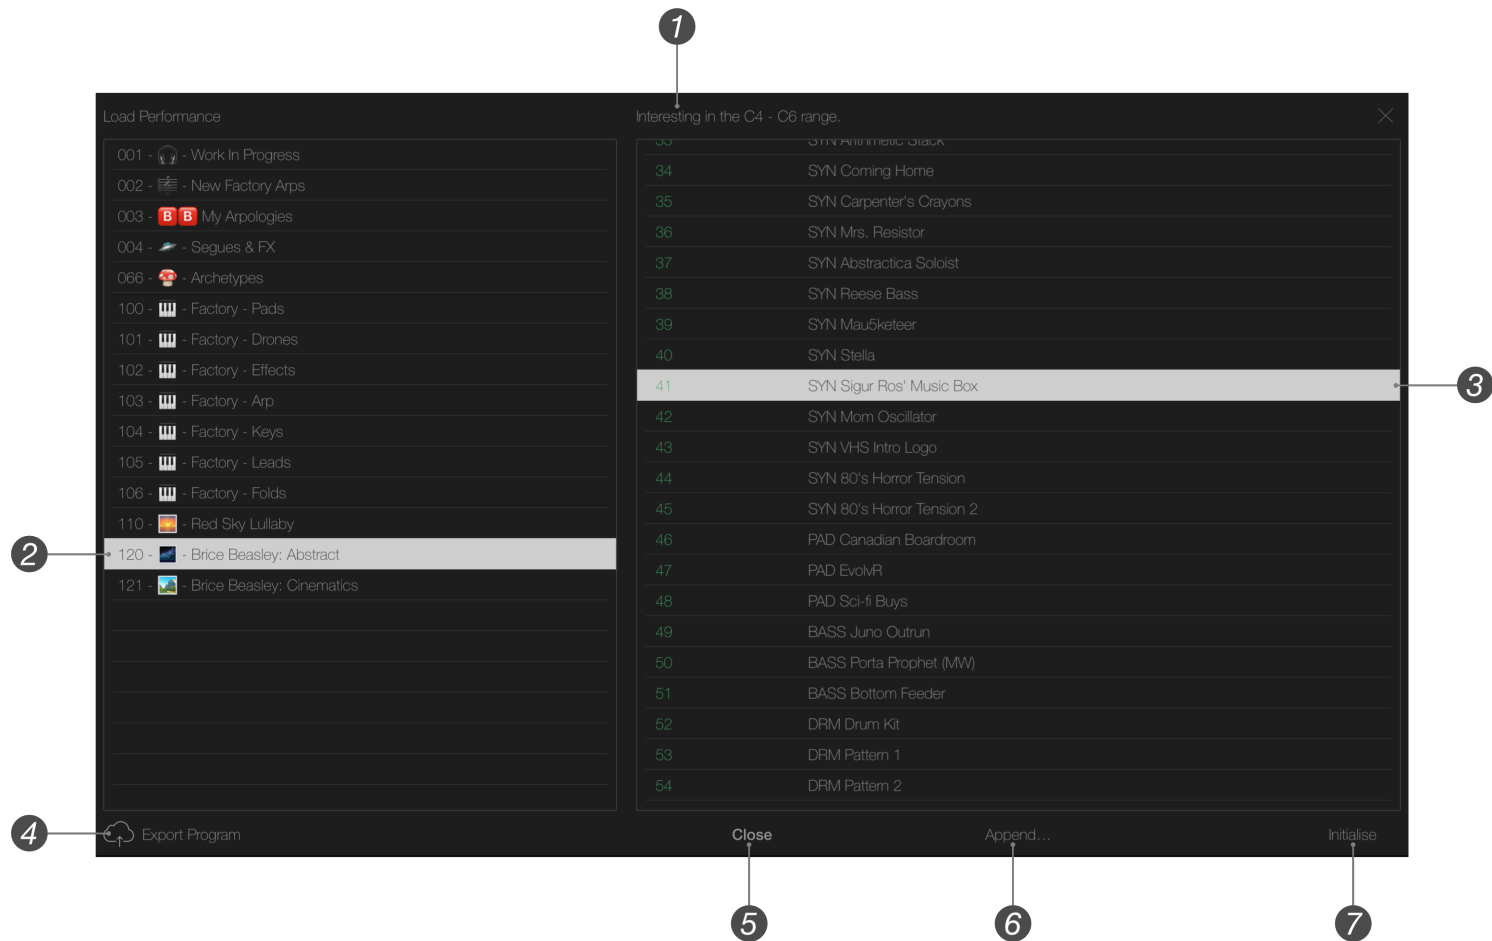 1
Load Performance
Interesting in the C4 - C6 range.
001 - 🎧 - Work In Progress
002 - 🎼 - New Factory Arps
003 - 🅱️🅱️ My Arpologies
004 - 🛸 - Segues & FX
066 - 🍄 - Archetypes
100 - 🎹 - Factory - Pads
101 - 🎹 - Factory - Drones
102 - 🎹 - Factory - Effects
103 - 🎹 - Factory - Arp
104 - 🎹 - Factory - Keys
105 - 🎹 - Factory - Leads
106 - 🎹 - Factory - Folds
110 - 🌅 - Red Sky Lullaby
2
120 - 🌌 - Brice Beasley: Abstract
121 - 🏞️ - Brice Beasley: Cinematics
33 SYN Arithmetic Stack
34 SYN Coming Home
35 SYN Carpenter's Crayons
36 SYN Mrs. Resistor
37 SYN Abstractica Soloist
38 SYN Reese Bass
39 SYN Mau5keteer
40 SYN Stella
41 SYN Sigur Ros' Music Box
3
42 SYN Mom Oscillator
43 SYN VHS Intro Logo
44 SYN 80's Horror Tension
45 SYN 80's Horror Tension 2
46 PAD Canadian Boardroom
47 PAD EvolvR
48 PAD Sci-fi Buys
49 BASS Juno Outrun
50 BASS Porta Prophet (MW)
51 BASS Bottom Feeder
52 DRM Drum Kit
53 DRM Pattern 1
54 DRM Pattern 2
4
Export Program
Close
Append...
Initialise
5
6
7